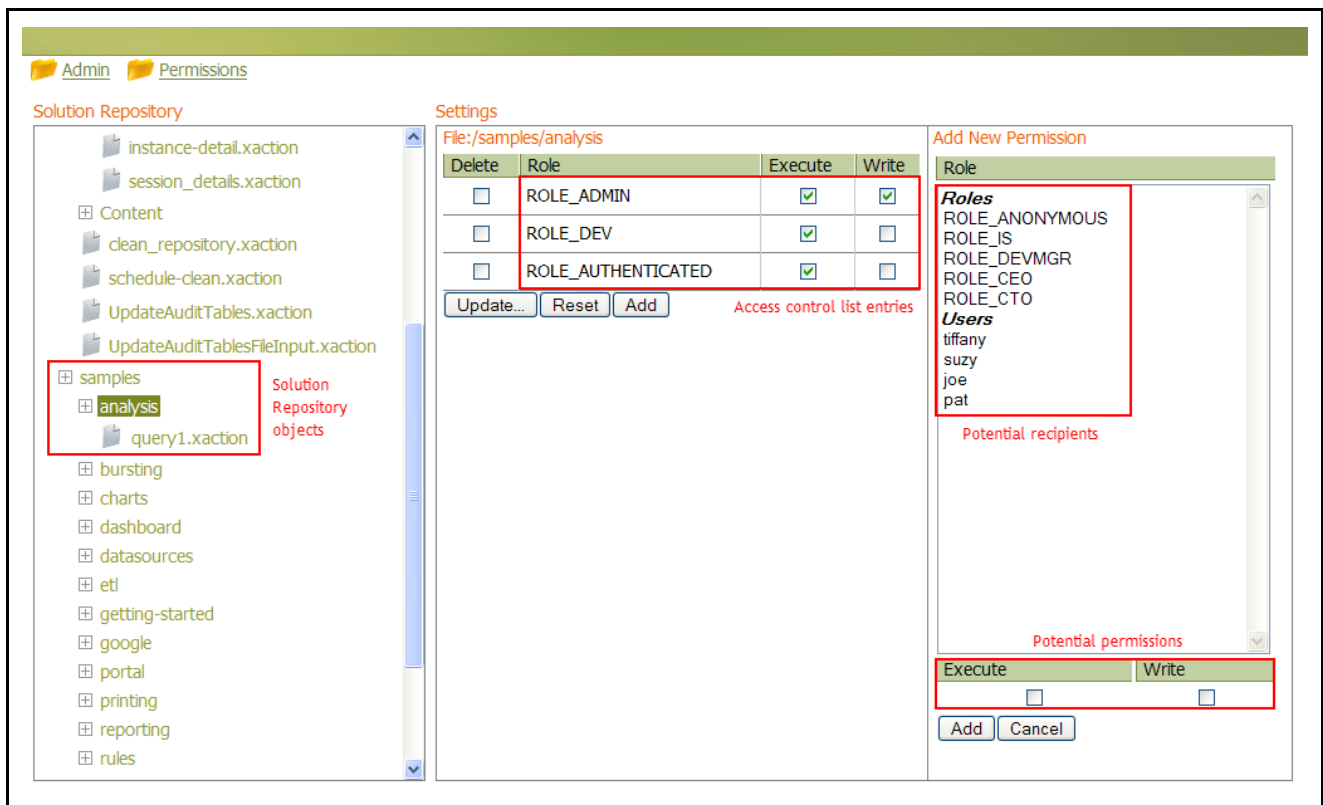 Admin Permissions
Solution Repository
instance-detail.xaction
session_details.xaction
Content
clean_repository.xaction
schedule-clean.xaction
UpdateAuditTables.xaction
UpdateAuditTablesFileInput.xaction
samples
analysis
query1.xaction
Solution
Repository
objects
bursting
charts
dashboard
datasources
etl
getting-started
google
portal
printing
reporting
rules
Settings
File:/samples/analysis
Delete Role Execute Write
ROLE_ADMIN
ROLE_DEV
ROLE_AUTHENTICATED
Update... Reset Add
Access control list entries
Add New Permission
Role
Roles
ROLE_ANONYMOUS
ROLE_IS
ROLE_DEVMGR
ROLE_CEO
ROLE_CTO
Users
tiffany
suzy
joe
pat
Potential recipients
Potential permissions
Execute Write
Add Cancel